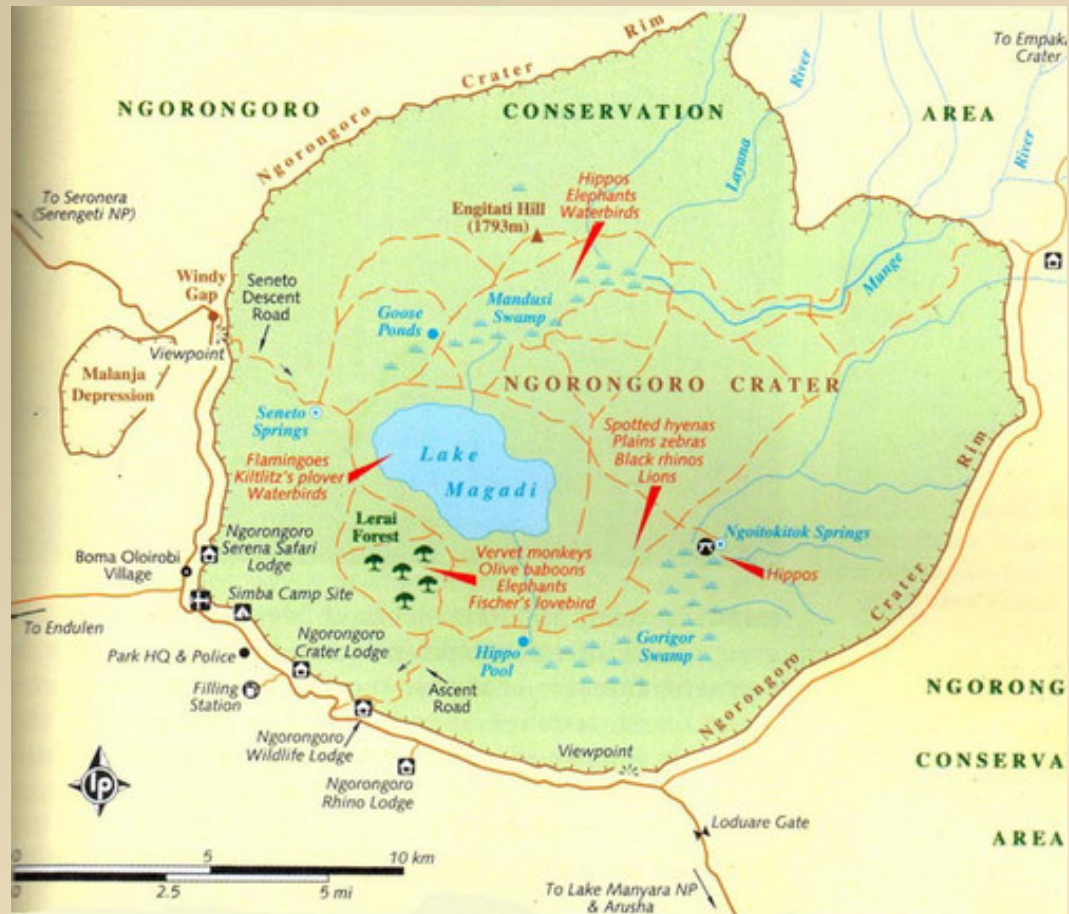 Rim
Crater
Ngorongoro
To Empaka
Crater
NGORONGORO CONSERVATION AREA
River
Layona
River
To Seronera
(Serengeti NP)
Hippos
Elephants
Waterbirds
Engitati Hill
(1793m)
Windy
Gap
Seneto
Descent
Road
Munge
Goose
Ponds
Mandusi
Swamp
Viewpoint
Malanja
Depression
NGORONGORO CRATER
Seneto
Springs
Spotted hyenas
Plains zebras
Black rhinos
Lions
Flamingoes
Kiltlitz's plover
Waterbirds
Lake
Magadi
Rim
Lerai
Forest
Ngoitokitok Springs
Ngorongoro
Serena Safari
Lodge
Boma Oloirobi
Village
Vervet monkeys
Olive baboons
Elephants
Fischer's lovebird
Hippos
Simba Camp Site
Crater
To Endulen
Ngorongoro
Crater Lodge
Park HQ & Police
Hippo
Pool
Gorigor
Swamp
Filling
Station
Ascent
Road
Ngorongoro
NGORONG
Ngorongoro
Wildlife Lodge
Viewpoint
CONSERVA
lp
Ngorongoro
Rhino Lodge
Loduare Gate
AREA
0 5 10 km
0 2.5 5 mi
To Lake Manyara NP
& Arusha